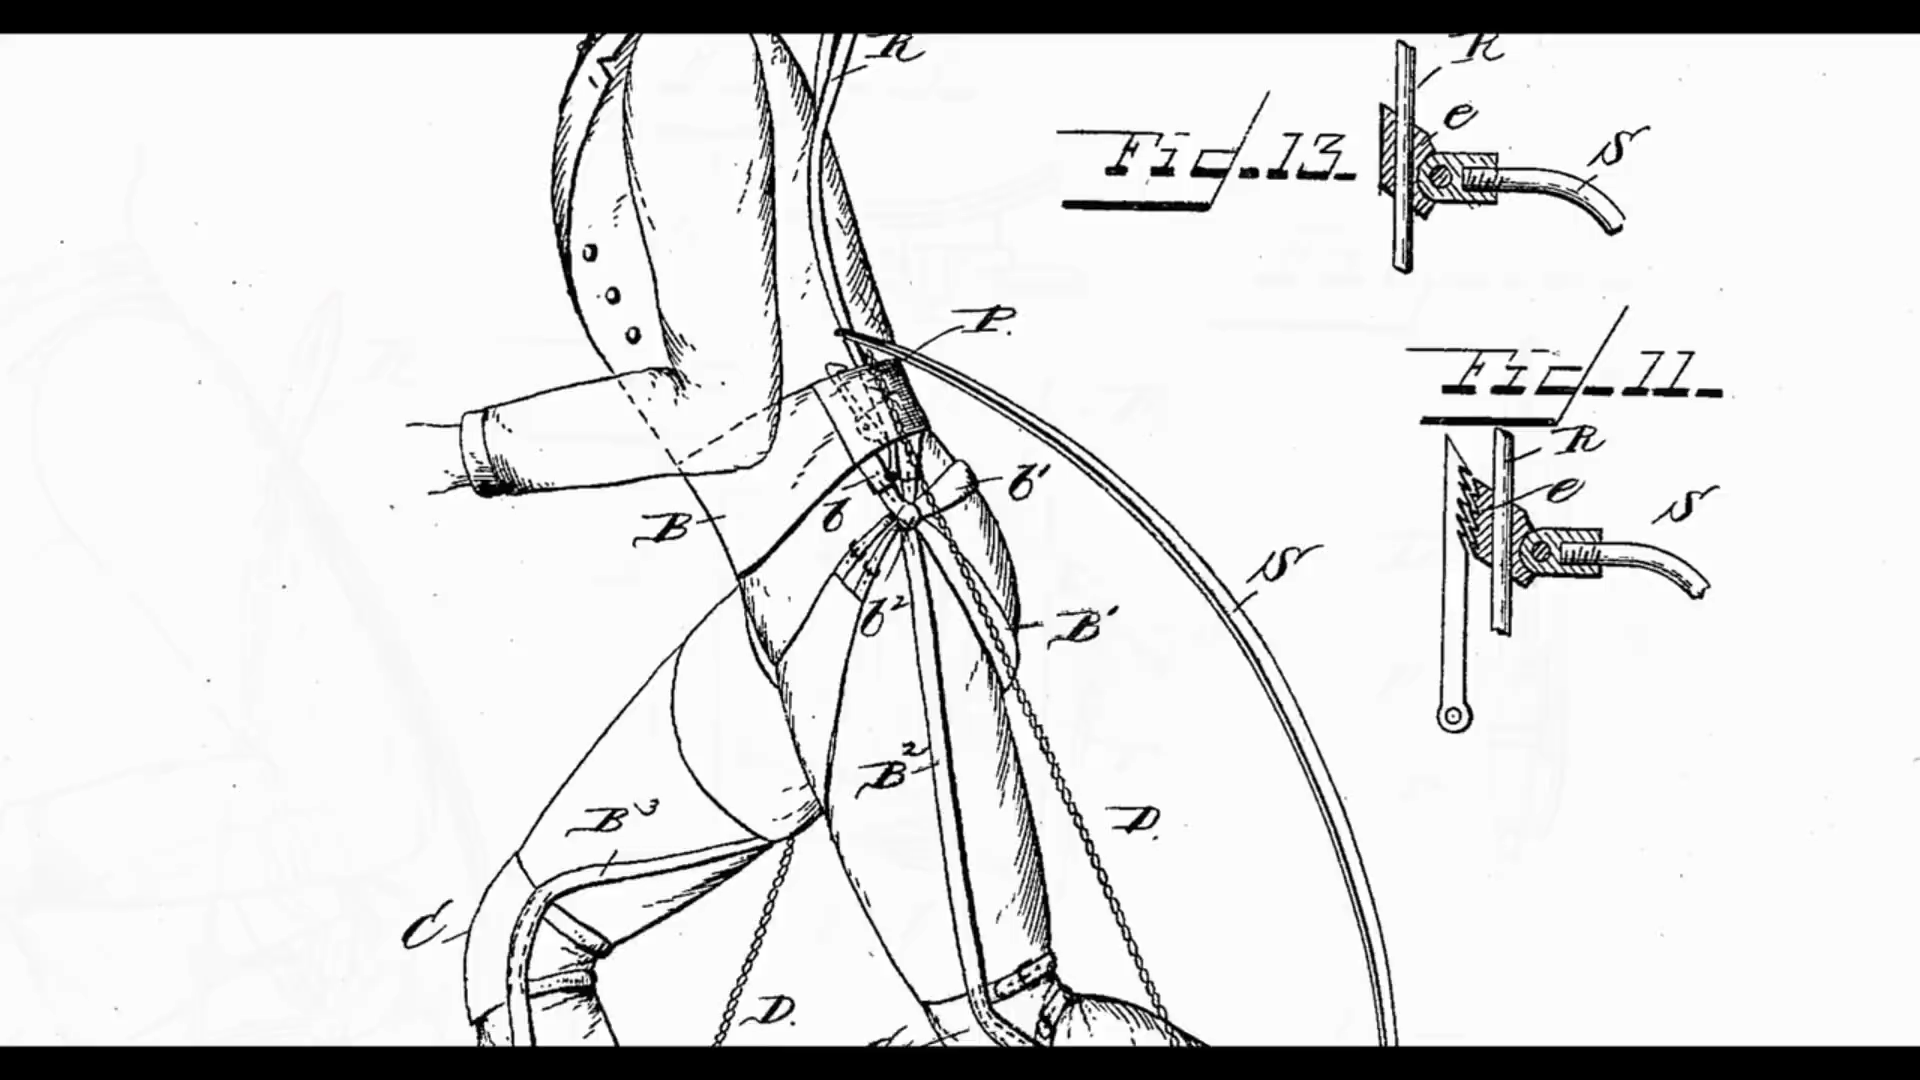 R
R
e
S
Fig. 13.
P.
Fig. 11.
R
e
b'
S
b
B
S
b²
B'
B²
B³
D.
C
D.